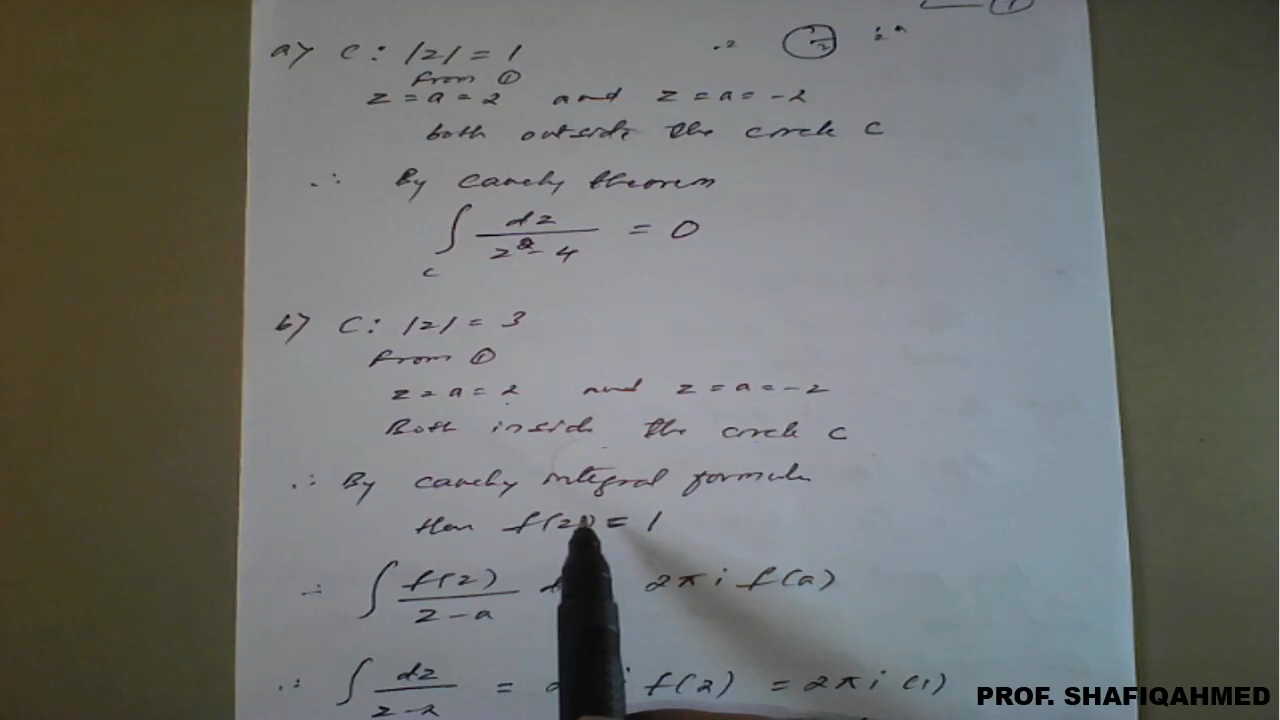 ①
a) C: |z| = 1
from ①
z = a = 2 and z = a = -2
both outside the circle C
∴ By cauchy theorem
∫_C dz/(z² - 4) = 0
b) C: |z| = 3
from ①
z = a = 2 and z = a = -2
Both inside the circle C
∴ By cauchy integral formula
then f(z) = 1
∴ ∫ f(z)/(z - a) 2πi f(a)
∴ ∫ dz/(z - 2) = i f(2) = 2πi (1)
PROF. SHAFIQAHMED